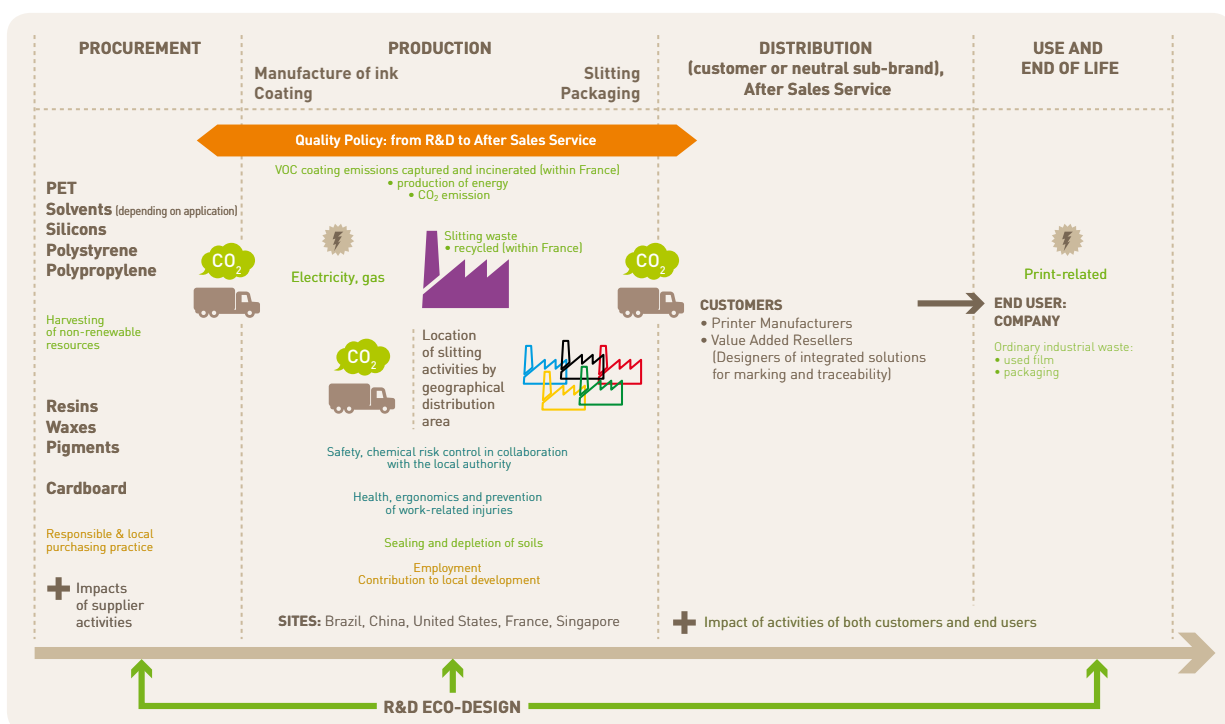 PROCUREMENT
PRODUCTION
Manufacture of ink
Coating
Slitting
Packaging
DISTRIBUTION
(customer or neutral sub-brand),
After Sales Service
USE AND
END OF LIFE
Quality Policy: from R&D to After Sales Service
PET
Solvents (depending on application)
Silicons
Polystyrene
Polypropylene
CO2
Harvesting
of non-renewable
resources
Resins
Waxes
Pigments
Cardboard
Responsible & local
purchasing practice
Impacts
of supplier
activities
VOC coating emissions captured and incinerated (within France)
• production of energy
• CO2 emission
Electricity, gas
Slitting waste
• recycled (within France)
CO2
CO2
Location
of slitting
activities by
geographical
distribution
area
Safety, chemical risk control in collaboration
with the local authority
Health, ergonomics and prevention
of work-related injuries
Sealing and depletion of soils
Employment
Contribution to local development
SITES: Brazil, China, United States, France, Singapore
CUSTOMERS
• Printer Manufacturers
• Value Added Resellers
(Designers of integrated solutions
for marking and traceability)
Print-related
END USER:
COMPANY
Ordinary industrial waste:
• used film
• packaging
Impact of activities of both customers and end users
R&D ECO-DESIGN